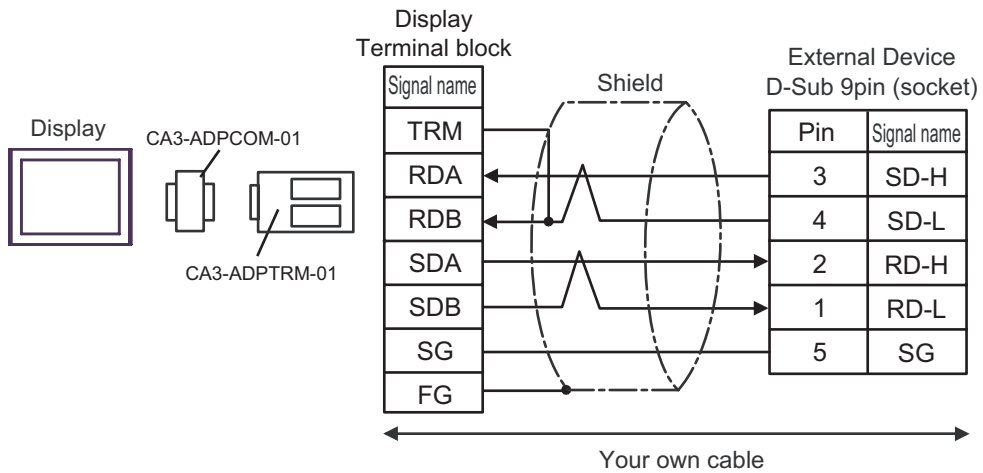 Display
CA3-ADPCOM-01
CA3-ADPTRM-01
Display
Terminal block
Signal name
TRM
RDA
RDB
SDA
SDB
SG
FG
Shield
External Device
D-Sub 9pin (socket)
Pin Signal name
3 SD-H
4 SD-L
2 RD-H
1 RD-L
5 SG
Your own cable